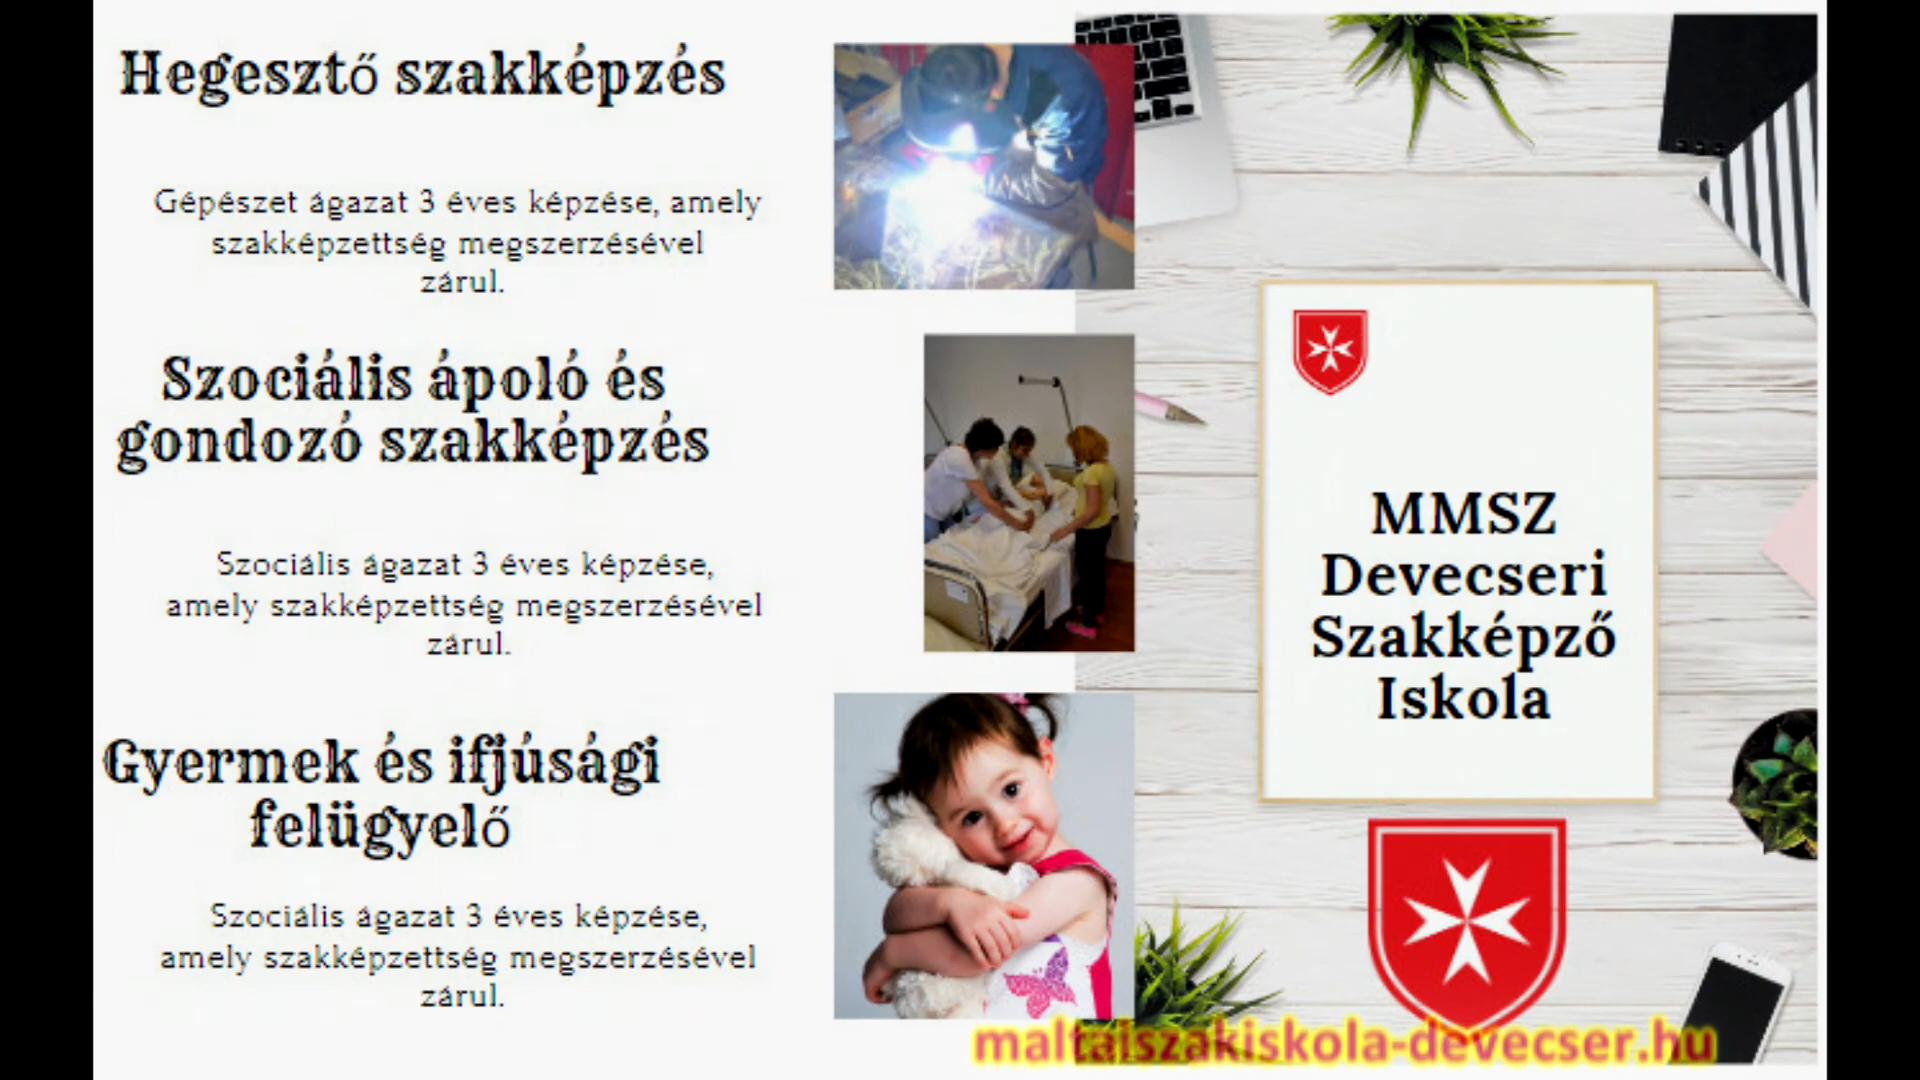 Hegesztő szakképzés
Gépészet ágazat 3 éves képzése, amely
szakképzettség megszerzésével
zárul.
Szociális ápoló és
gondozó szakképzés
Szociális ágazat 3 éves képzése,
amely szakképzettség megszerzésével
zárul.
Gyermek és ifjúsági
felügyelő
Szociális ágazat 3 éves képzése,
amely szakképzettség megszerzésével
zárul.
MMSZ
Devecseri
Szakképző
Iskola
maltaiszakiskola-devecser.hu